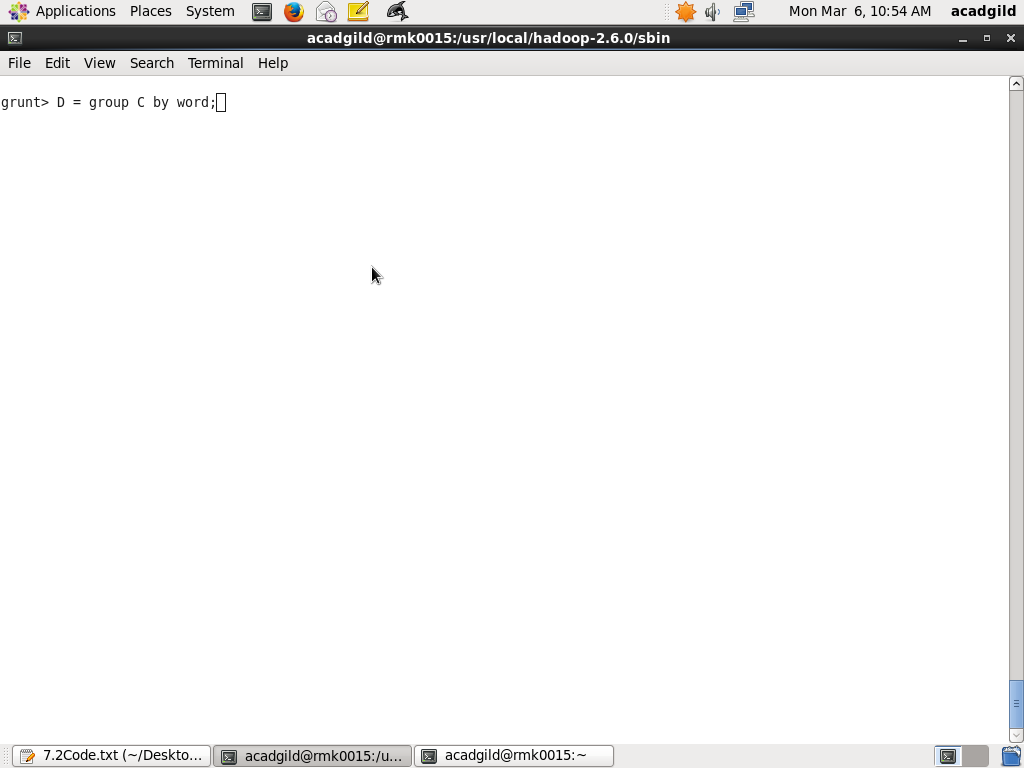 Applications Places System Mon Mar 6, 10:54 AM acadgild
acadgild@rmk0015:/usr/local/hadoop-2.6.0/sbin
File Edit View Search Terminal Help
grunt> D = group C by word;
7.2Code.txt (~/Deskto... acadgild@rmk0015:/u... acadgild@rmk0015:~